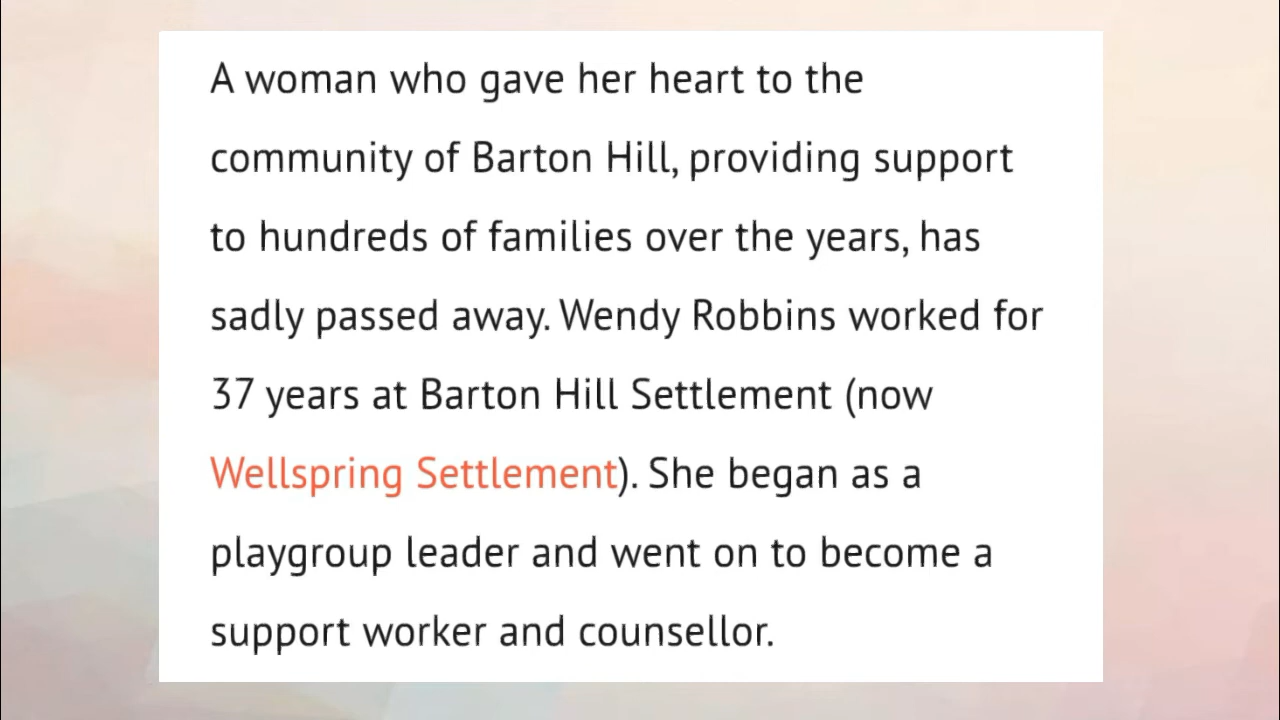 A woman who gave her heart to the
community of Barton Hill, providing support
to hundreds of families over the years, has
sadly passed away. Wendy Robbins worked for
37 years at Barton Hill Settlement (now
Wellspring Settlement). She began as a
playgroup leader and went on to become a
support worker and counsellor.